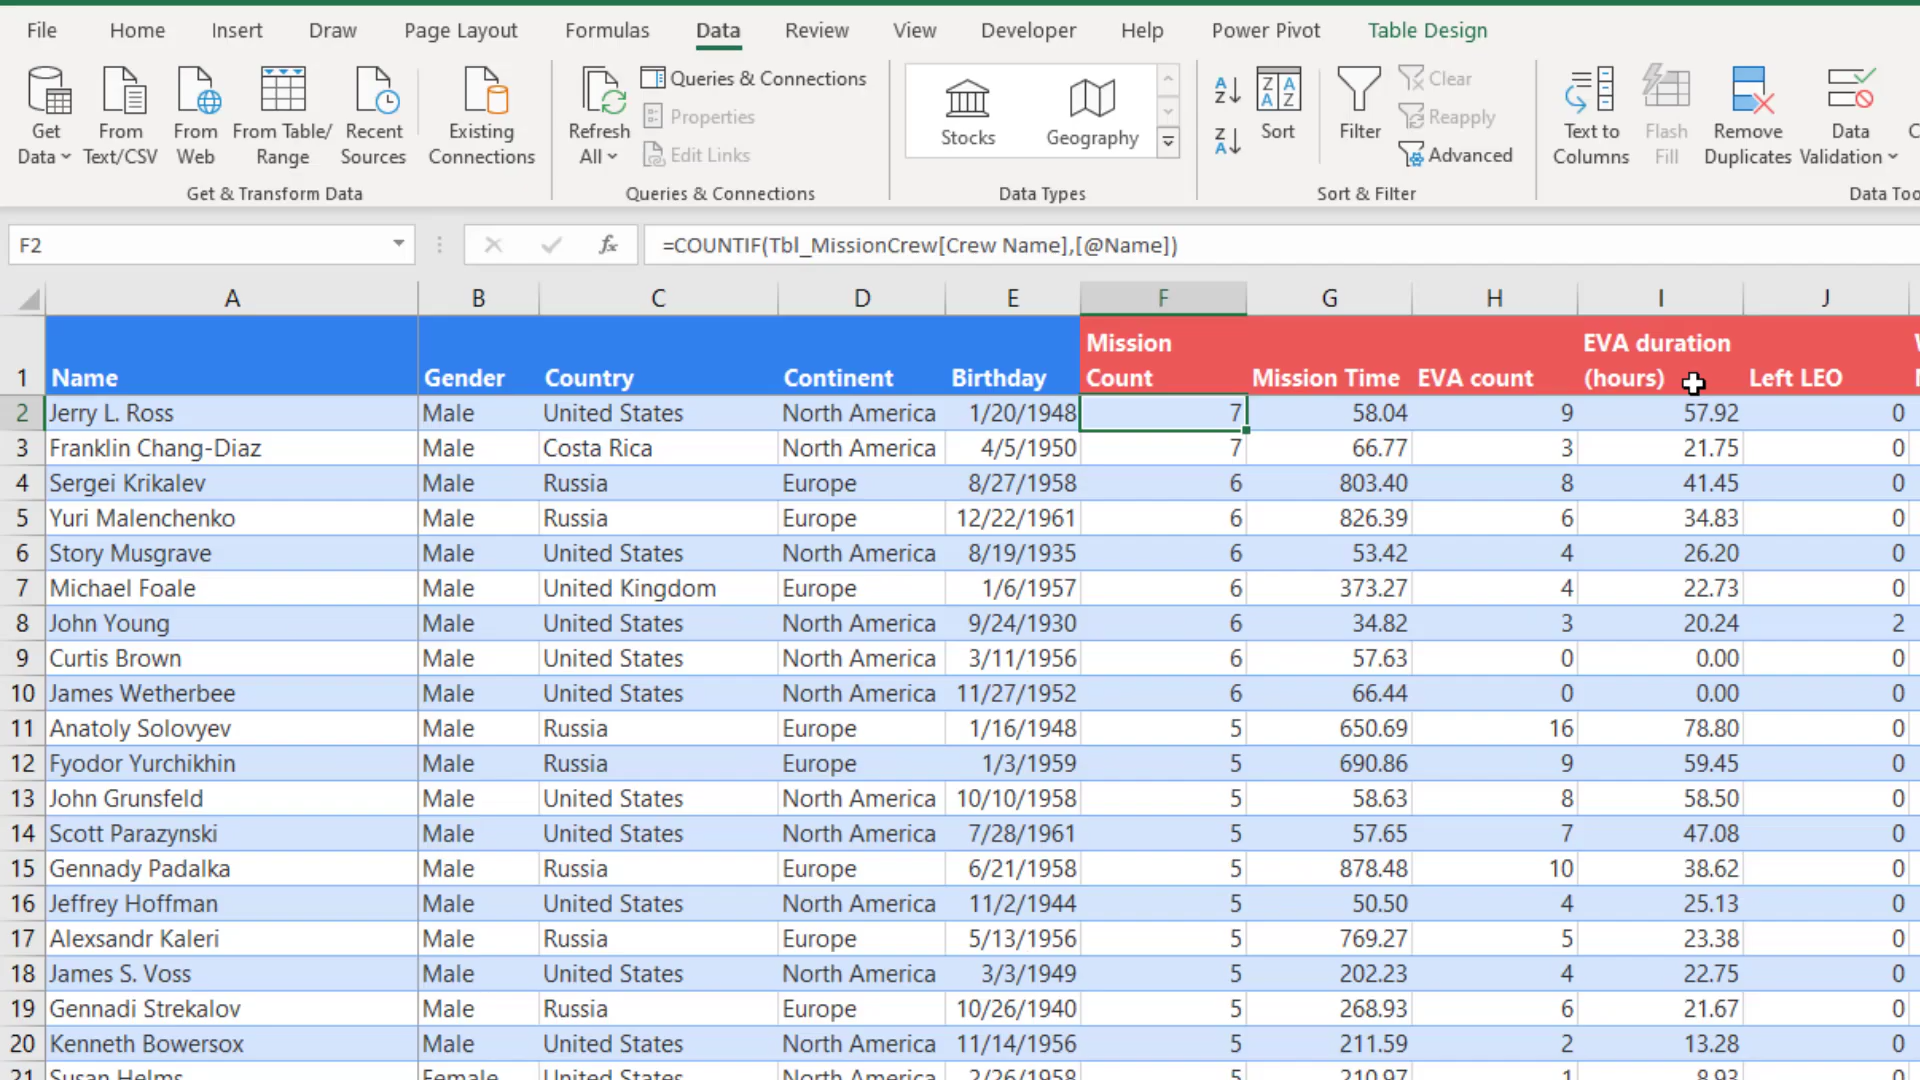 File Home Insert Draw Page Layout Formulas Data Review View Developer Help Power Pivot Table Design
Get Data
From Text/CSV
From Web
From Table/ Range
Recent Sources
Existing Connections
Get & Transform Data
Refresh All
Queries & Connections
Properties
Edit Links
Queries & Connections
Stocks
Geography
Data Types
Sort
Filter
Clear
Reapply
Advanced
Sort & Filter
Text to Columns
Flash Fill
Remove Duplicates
Data Validation
Data Too
F2 fx =COUNTIF(Tbl_MissionCrew[Crew Name],[@Name])
A B C D E F G H I J
1 Name Gender Country Continent Birthday Mission Count Mission Time EVA count EVA duration (hours) Left LEO
2 Jerry L. Ross Male United States North America 1/20/1948 7 58.04 9 57.92 0
3 Franklin Chang-Diaz Male Costa Rica North America 4/5/1950 7 66.77 3 21.75 0
4 Sergei Krikalev Male Russia Europe 8/27/1958 6 803.40 8 41.45 0
5 Yuri Malenchenko Male Russia Europe 12/22/1961 6 826.39 6 34.83 0
6 Story Musgrave Male United States North America 8/19/1935 6 53.42 4 26.20 0
7 Michael Foale Male United Kingdom Europe 1/6/1957 6 373.27 4 22.73 0
8 John Young Male United States North America 9/24/1930 6 34.82 3 20.24 2
9 Curtis Brown Male United States North America 3/11/1956 6 57.63 0 0.00 0
10 James Wetherbee Male United States North America 11/27/1952 6 66.44 0 0.00 0
11 Anatoly Solovyev Male Russia Europe 1/16/1948 5 650.69 16 78.80 0
12 Fyodor Yurchikhin Male Russia Europe 1/3/1959 5 690.86 9 59.45 0
13 John Grunsfeld Male United States North America 10/10/1958 5 58.63 8 58.50 0
14 Scott Parazynski Male United States North America 7/28/1961 5 57.65 7 47.08 0
15 Gennady Padalka Male Russia Europe 6/21/1958 5 878.48 10 38.62 0
16 Jeffrey Hoffman Male United States North America 11/2/1944 5 50.50 4 25.13 0
17 Alexsandr Kaleri Male Russia Europe 5/13/1956 5 769.27 5 23.38 0
18 James S. Voss Male United States North America 3/3/1949 5 202.23 4 22.75 0
19 Gennadi Strekalov Male Russia Europe 10/26/1940 5 268.93 6 21.67 0
20 Kenneth Bowersox Male United States North America 11/14/1956 5 211.59 2 13.28 0
21 Susan Helms Female United States North America 2/26/1958 5 210.97 1 8.93 0